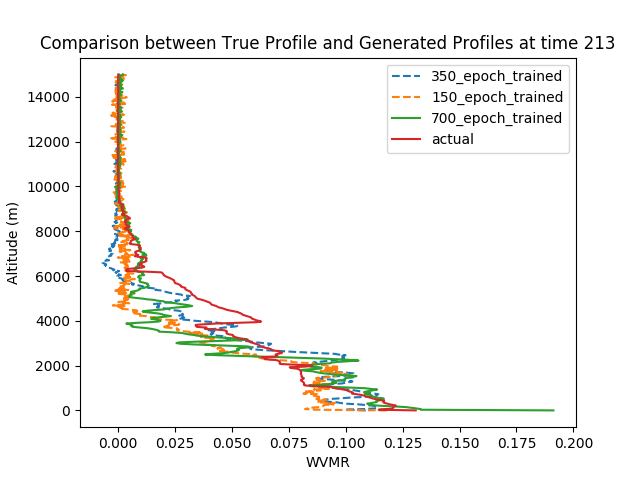 Comparison between True Profile and Generated Profiles at time 213
350_epoch_trained
150_epoch_trained
700_epoch_trained
actual
14000
12000
10000
8000
6000
4000
2000
0
Altitude (m)
0.000 0.025 0.050 0.075 0.100 0.125 0.150 0.175 0.200
WVMR